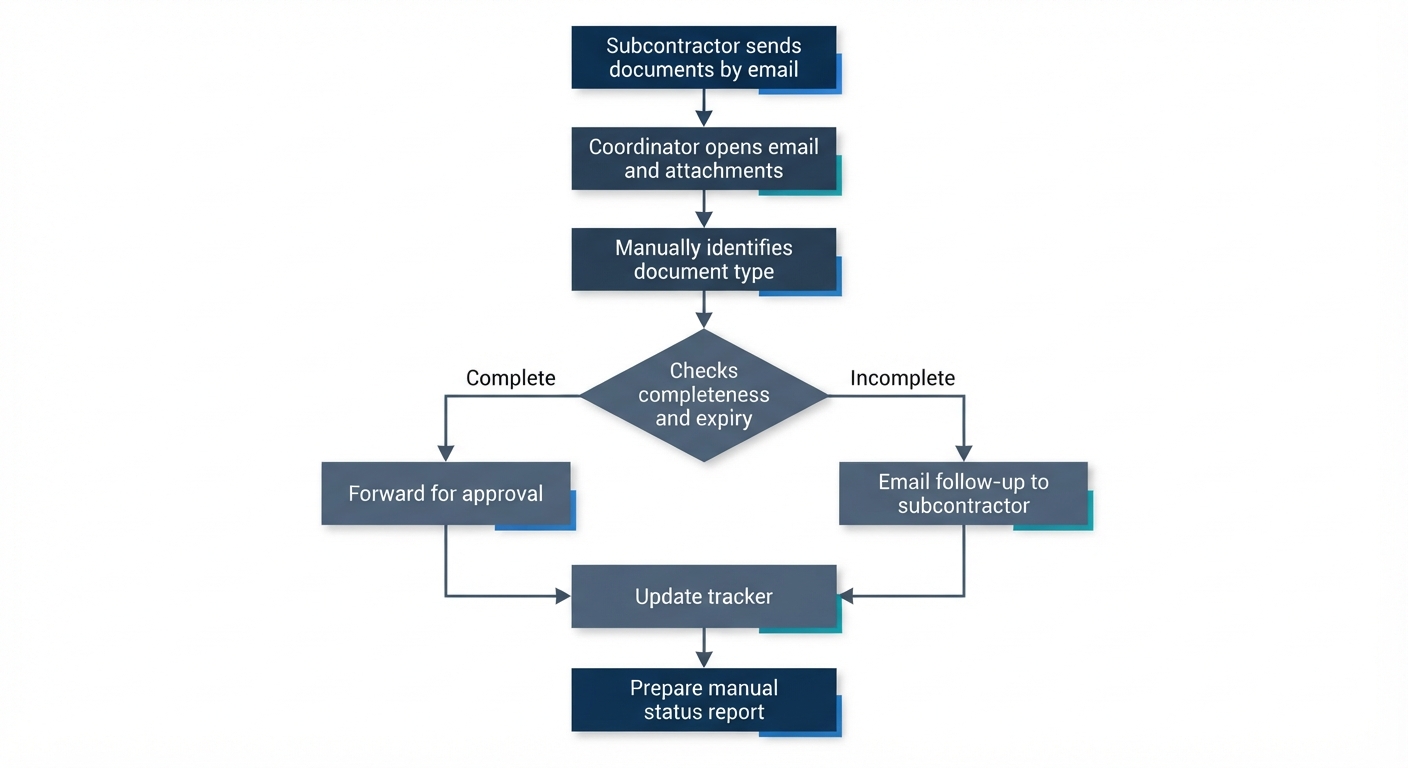 Subcontractor sends
documents by email
Coordinator opens email
and attachments
Manually identifies
document type
Checks
completeness
and expiry
Complete
Incomplete
Forward for approval
Email follow-up to
subcontractor
Update tracker
Prepare manual
status report